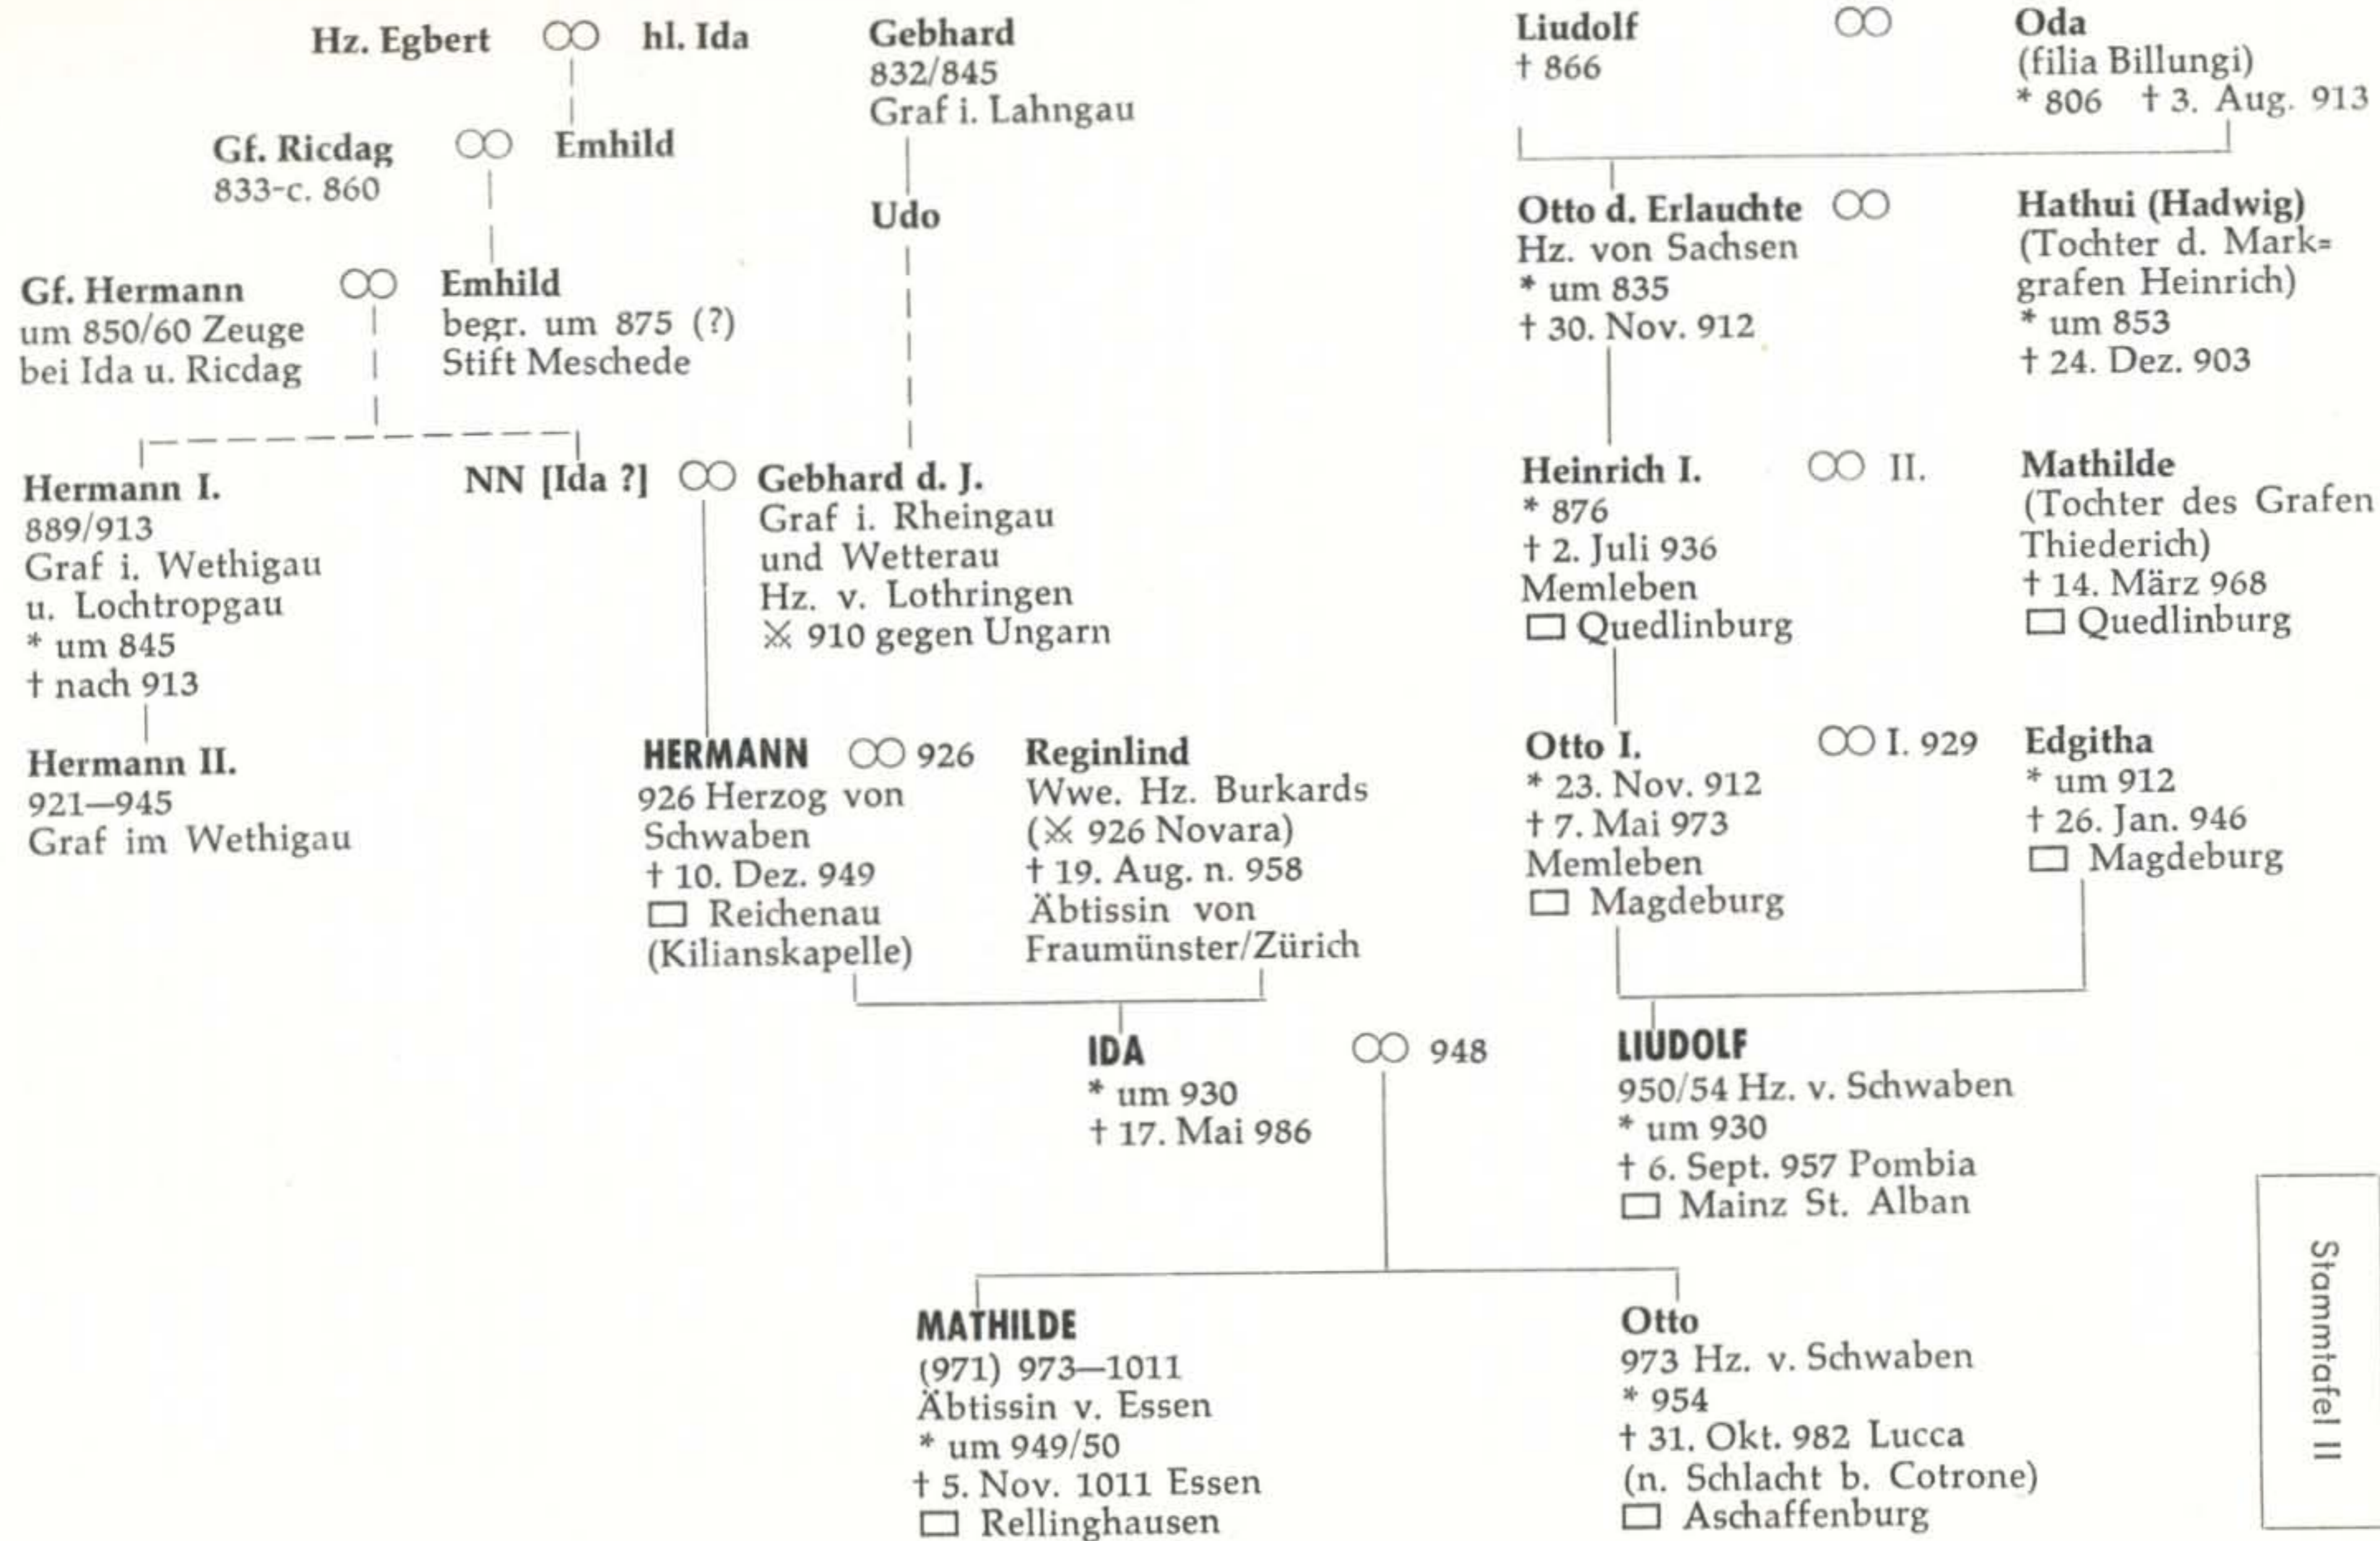 Hz. Egbert ⚭ hl. Ida
Gebhard
832/845
Graf i. Lahngau
Gf. Ricdag ⚭ Emhild
833-c. 860
Udo
Gf. Hermann ⚭ Emhild
um 850/60 Zeuge
bei Ida u. Ricdag
begr. um 875 (?)
Stift Meschede
Hermann I.
889/913
Graf i. Wethigau
u. Lochtropgau
* um 845
† nach 913
NN [Ida ?] ⚭ Gebhard d. J.
Graf i. Rheingau
und Wetterau
Hz. v. Lothringen
⚔ 910 gegen Ungarn
Hermann II.
921—945
Graf im Wethigau
HERMANN ⚭ 926
926 Herzog von
Schwaben
† 10. Dez. 949
▭ Reichenau
(Kilianskapelle)
Reginlind
Wwe. Hz. Burkards
(⚔ 926 Novara)
† 19. Aug. n. 958
Äbtissin von
Fraumünster/Zürich
Liudolf ⚭
† 866
Oda
(filia Billungi)
* 806 † 3. Aug. 913
Otto d. Erlauchte ⚭
Hz. von Sachsen
* um 835
† 30. Nov. 912
Hathui (Hadwig)
(Tochter d. Mark=
grafen Heinrich)
* um 853
† 24. Dez. 903
Heinrich I. ⚭ II.
* 876
† 2. Juli 936
Memleben
▭ Quedlinburg
Mathilde
(Tochter des Grafen
Thiederich)
† 14. März 968
▭ Quedlinburg
Otto I. ⚭ I. 929
* 23. Nov. 912
† 7. Mai 973
Memleben
▭ Magdeburg
Edgitha
* um 912
† 26. Jan. 946
▭ Magdeburg
IDA ⚭ 948
* um 930
† 17. Mai 986
LIUDOLF
950/54 Hz. v. Schwaben
* um 930
† 6. Sept. 957 Pombia
▭ Mainz St. Alban
MATHILDE
(971) 973—1011
Äbtissin v. Essen
* um 949/50
† 5. Nov. 1011 Essen
▭ Rellinghausen
Otto
973 Hz. v. Schwaben
* 954
† 31. Okt. 982 Lucca
(n. Schlacht b. Cotrone)
▭ Aschaffenburg
Stammtafel II